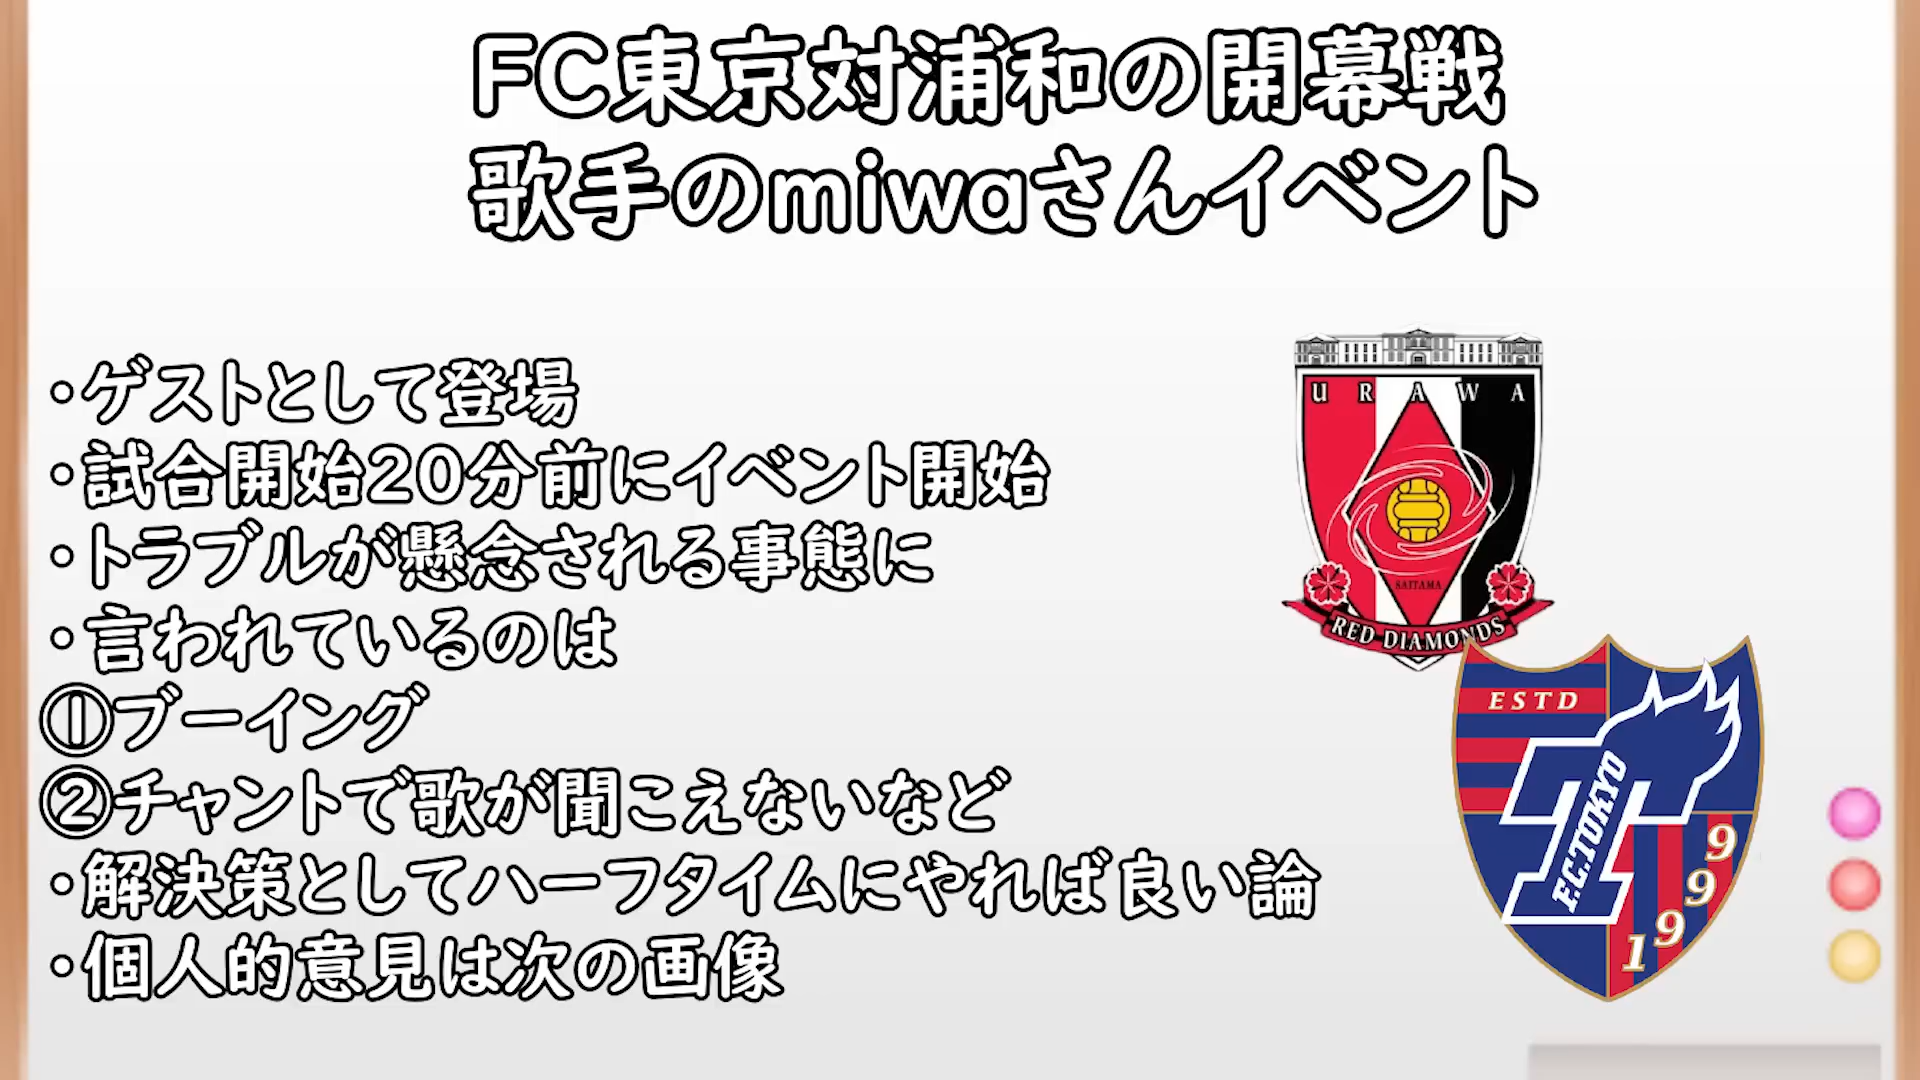 FC東京対浦和の開幕戦
歌手のmiwaさんイベント
・ゲストとして登場
・試合開始20分前にイベント開始
・トラブルが懸念される事態に
・言われているのは
①ブーイング
②チャントで歌が聞こえないなど
・解決策としてハーフタイムにやれば良い論
・個人的意見は次の画像
URAWA
SAITAMA
RED DIAMONDS
ESTD
F.C.TOKYO
1999